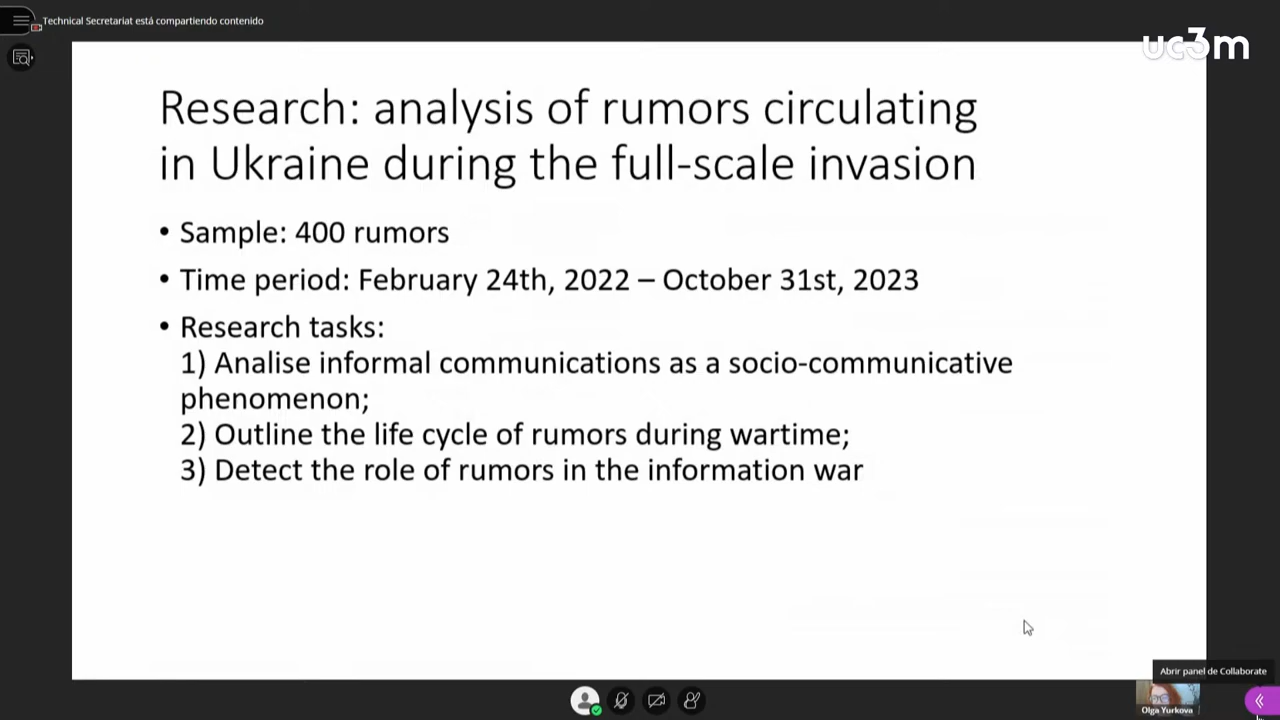 Technical Secretariat está compartiendo contenido
uc3m
Research: analysis of rumors circulating
in Ukraine during the full-scale invasion
• Sample: 400 rumors
• Time period: February 24th, 2022 – October 31st, 2023
• Research tasks:
1) Analise informal communications as a socio-communicative
phenomenon;
2) Outline the life cycle of rumors during wartime;
3) Detect the role of rumors in the information war
Abrir panel de Collaborate
Olga Yurkova